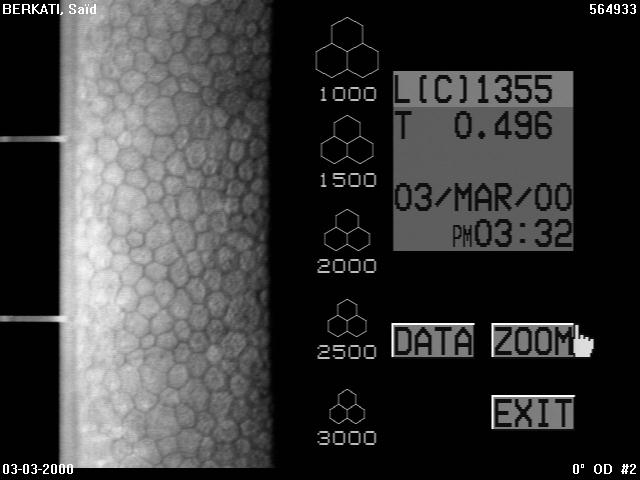 BERKATI, Saïd
564933
1000
1500
2000
2500
3000
L(C)1355
T 0.496
03/MAR/00
PM03:32
DATA ZOOM
EXIT
03-03-2000
0° OD #2